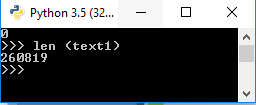 Python 3.5 (32...
0
>>> len (text1)
260819
>>>